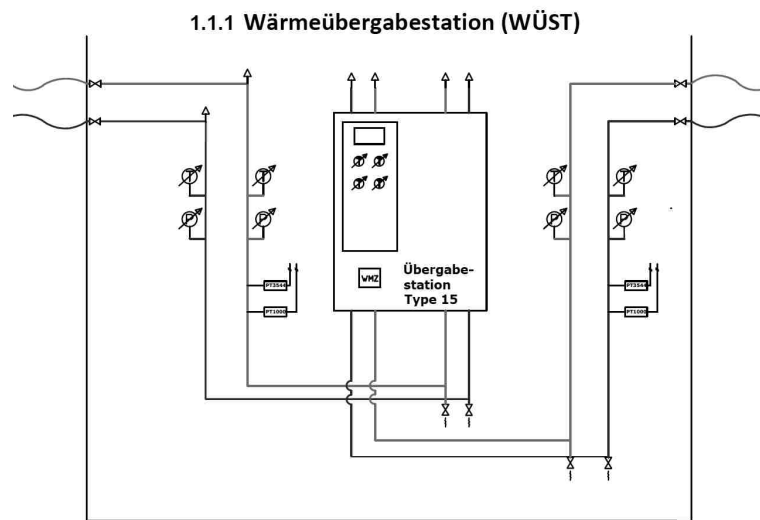 1.1.1 Wärmeübergabestation (WÜST)
T
T
T
T
P
P
P
P
PT3544
PT1000
WMZ
Übergabe-
station
Type 15
PT3544
PT1000